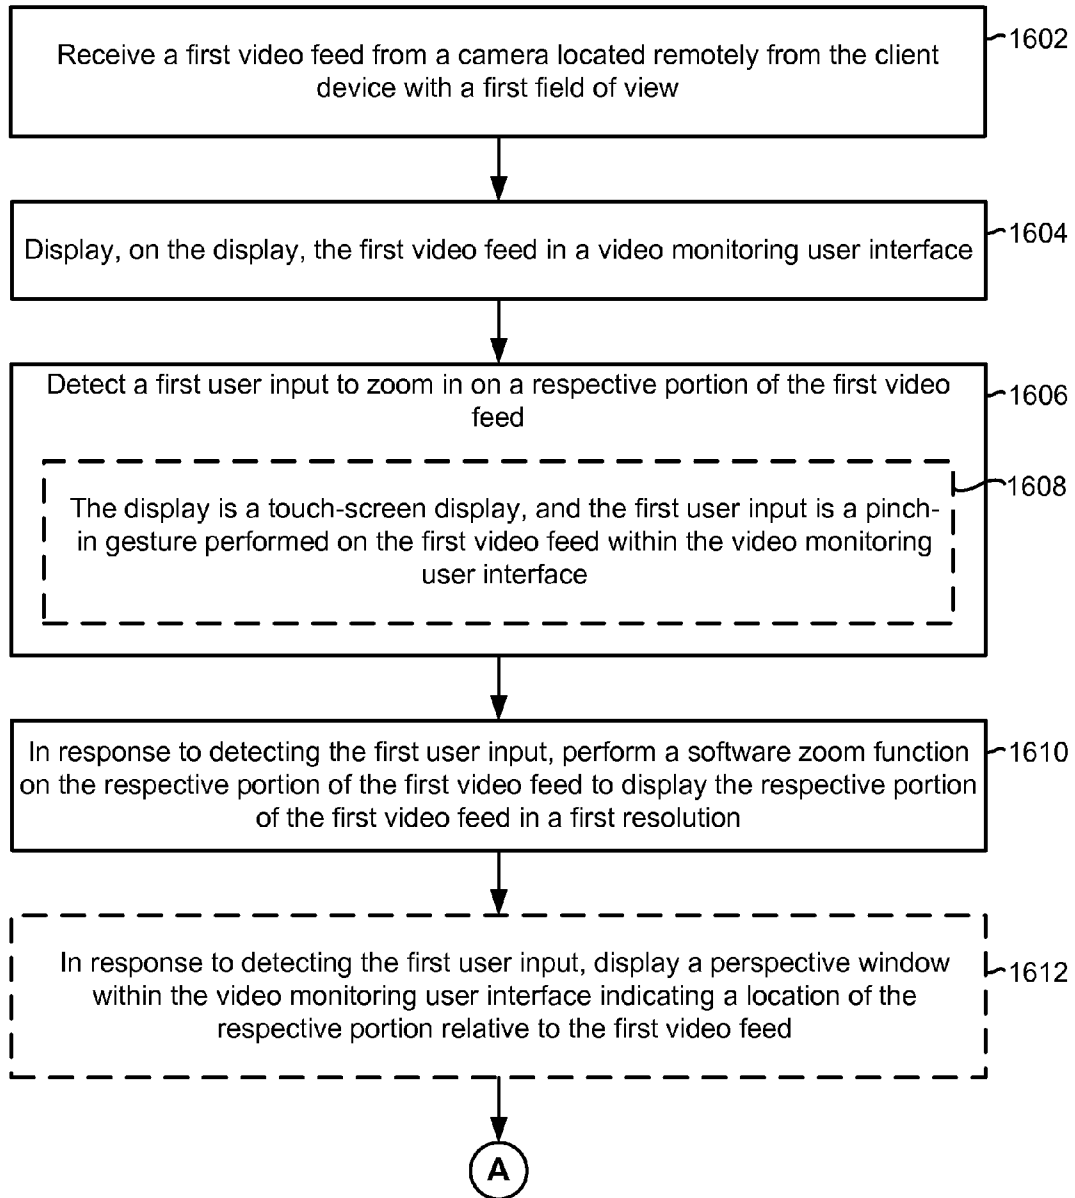 Receive a first video feed from a camera located remotely from the client
device with a first field of view
1602
Display, on the display, the first video feed in a video monitoring user interface
1604
Detect a first user input to zoom in on a respective portion of the first video
feed
1606
The display is a touch-screen display, and the first user input is a pinch-
in gesture performed on the first video feed within the video monitoring
user interface
1608
In response to detecting the first user input, perform a software zoom function
on the respective portion of the first video feed to display the respective portion
of the first video feed in a first resolution
1610
In response to detecting the first user input, display a perspective window
within the video monitoring user interface indicating a location of the
respective portion relative to the first video feed
1612
A